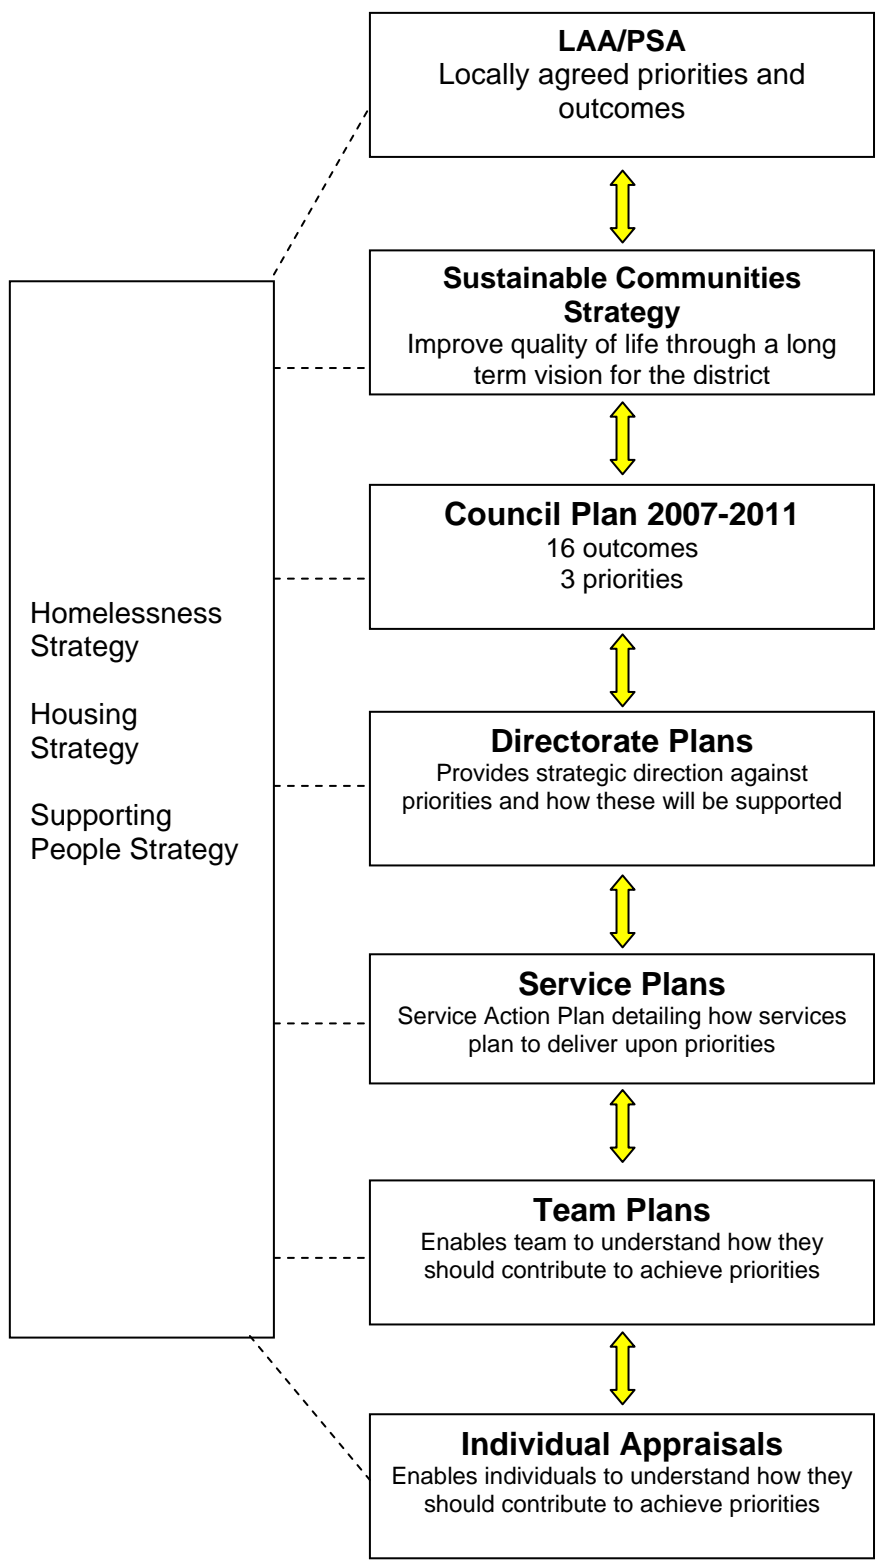 LAA/PSA
Locally agreed priorities and
outcomes
Sustainable Communities
Strategy
Improve quality of life through a long
term vision for the district
Council Plan 2007-2011
16 outcomes
3 priorities
Homelessness
Strategy
Housing
Strategy
Supporting
People Strategy
Directorate Plans
Provides strategic direction against
priorities and how these will be supported
Service Plans
Service Action Plan detailing how services
plan to deliver upon priorities
Team Plans
Enables team to understand how they
should contribute to achieve priorities
Individual Appraisals
Enables individuals to understand how they
should contribute to achieve priorities